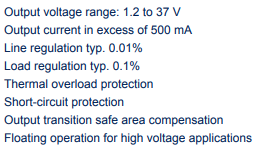 Output voltage range: 1.2 to 37 V
Output current in excess of 500 mA
Line regulation typ. 0.01%
Load regulation typ. 0.1%
Thermal overload protection
Short-circuit protection
Output transition safe area compensation
Floating operation for high voltage applications